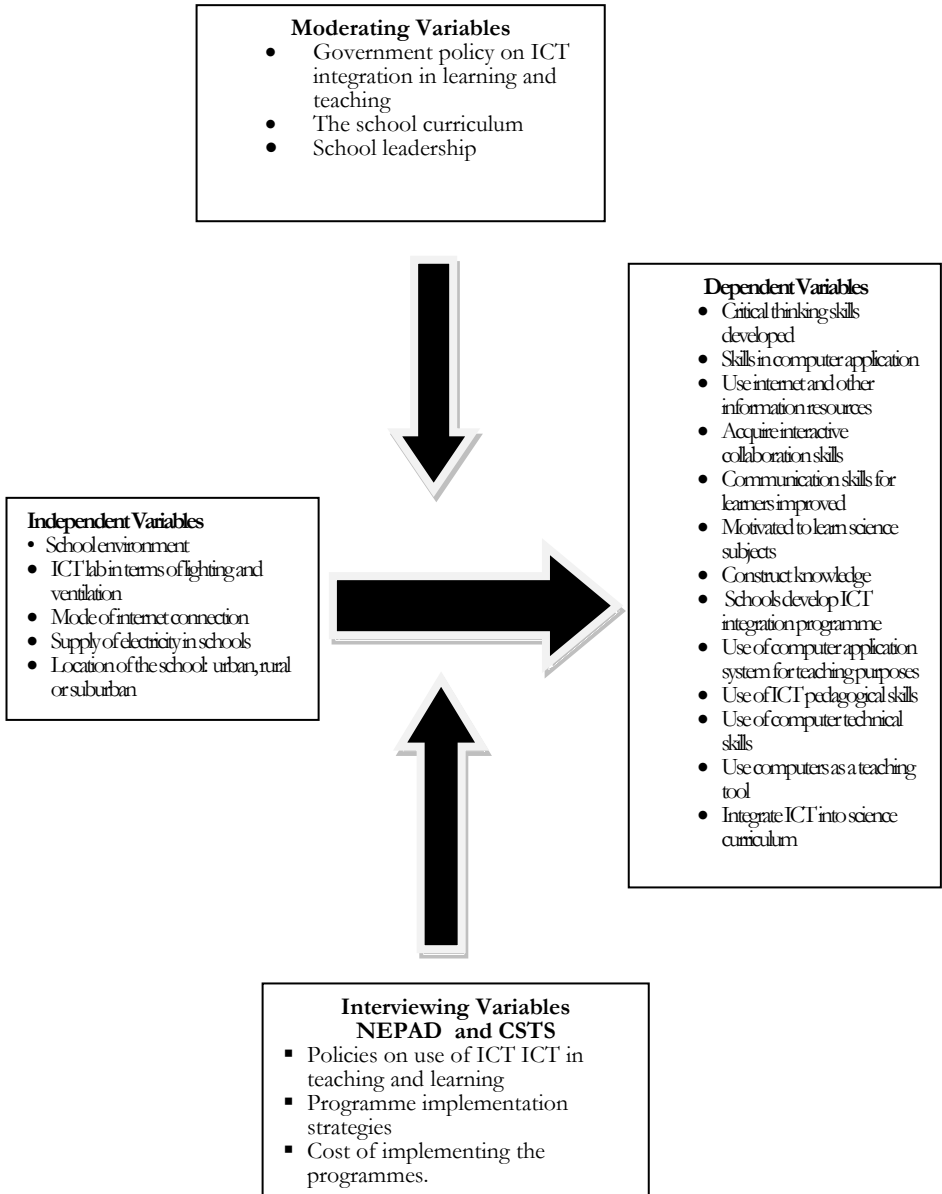 Moderating Variables
• Government policy on ICT
integration in learning and
teaching
• The school curriculum
• School leadership
Independent Variables
• School environment
• ICT lab in terms of lighting and
ventilation
• Mode of internet connection
• Supply of electricity in schools
• Location of the school: urban, rural
or suburban
Dependent Variables
• Critical thinking skills
developed
• Skills in computer application
• Use internet and other
information resources
• Acquire interactive
collaboration skills
• Communication skills for
learners improved
• Motivated to learn science
subjects
• Construct knowledge
• Schools develop ICT
integration programme
• Use of computer application
system for teaching purposes
• Use of ICT pedagogical skills
• Use of computer technical
skills
• Use computers as a teaching
tool
• Integrate ICT into science
curriculum
Interviewing Variables
NEPAD and CSTS
▪ Policies on use of ICT ICT in
teaching and learning
▪ Programme implementation
strategies
▪ Cost of implementing the
programmes.